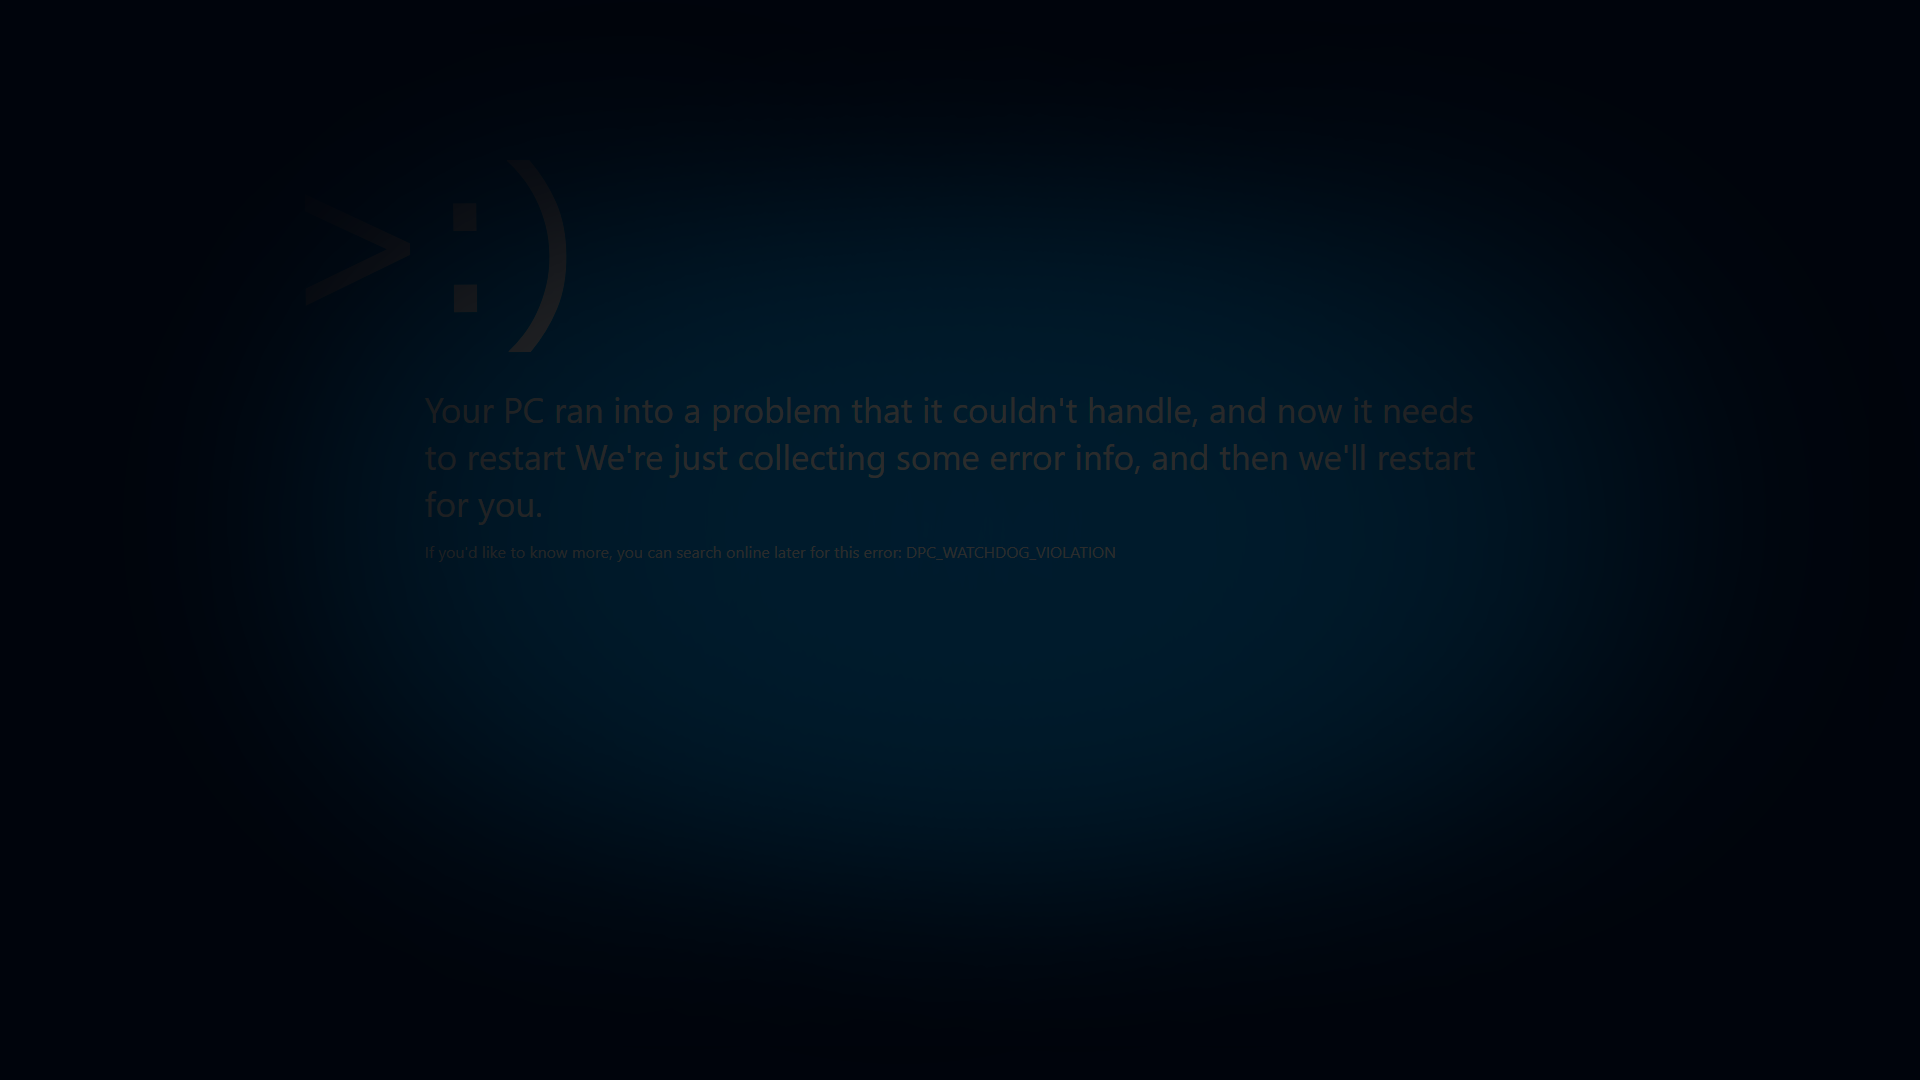 >:)
Your PC ran into a problem that it couldn't handle, and now it needs
to restart We're just collecting some error info, and then we'll restart
for you.
If you'd like to know more, you can search online later for this error: DPC_WATCHDOG_VIOLATION